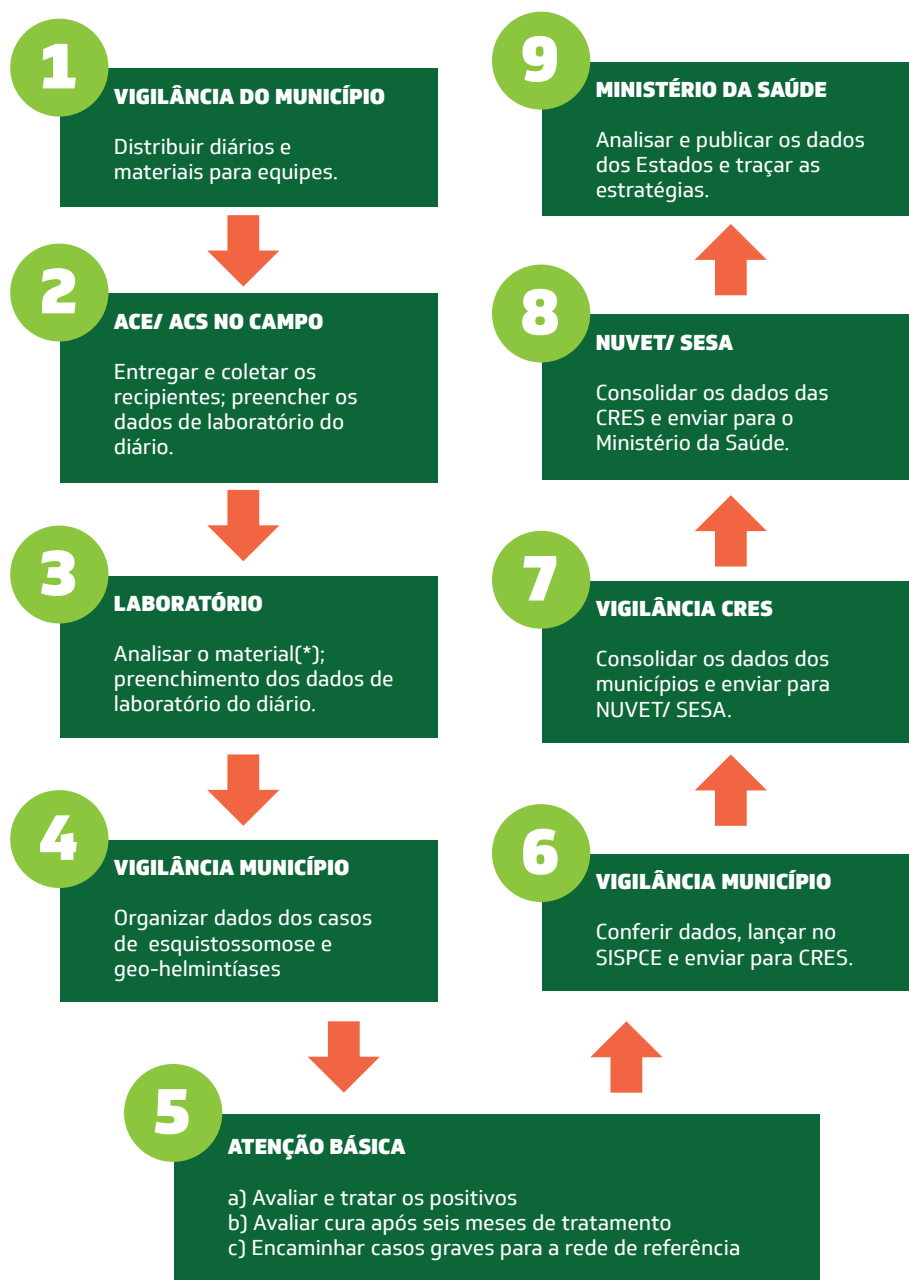 1
VIGILÂNCIA DO MUNICÍPIO
Distribuir diários e
materiais para equipes.
2
ACE/ ACS NO CAMPO
Entregar e coletar os
recipientes; preencher os
dados de laboratório do
diário.
3
LABORATÓRIO
Analisar o material(*);
preenchimento dos dados de
laboratório do diário.
4
VIGILÂNCIA MUNICÍPIO
Organizar dados dos casos
de esquistossomose e
geo-helmintíases
5
ATENÇÃO BÁSICA
a) Avaliar e tratar os positivos
b) Avaliar cura após seis meses de tratamento
c) Encaminhar casos graves para a rede de referência
6
VIGILÂNCIA MUNICÍPIO
Conferir dados, lançar no
SISPCE e enviar para CRES.
7
VIGILÂNCIA CRES
Consolidar os dados dos
municípios e enviar para
NUVET/ SESA.
8
NUVET/ SESA
Consolidar os dados das
CRES e enviar para o
Ministério da Saúde.
9
MINISTÉRIO DA SAÚDE
Analisar e publicar os dados
dos Estados e traçar as
estratégias.